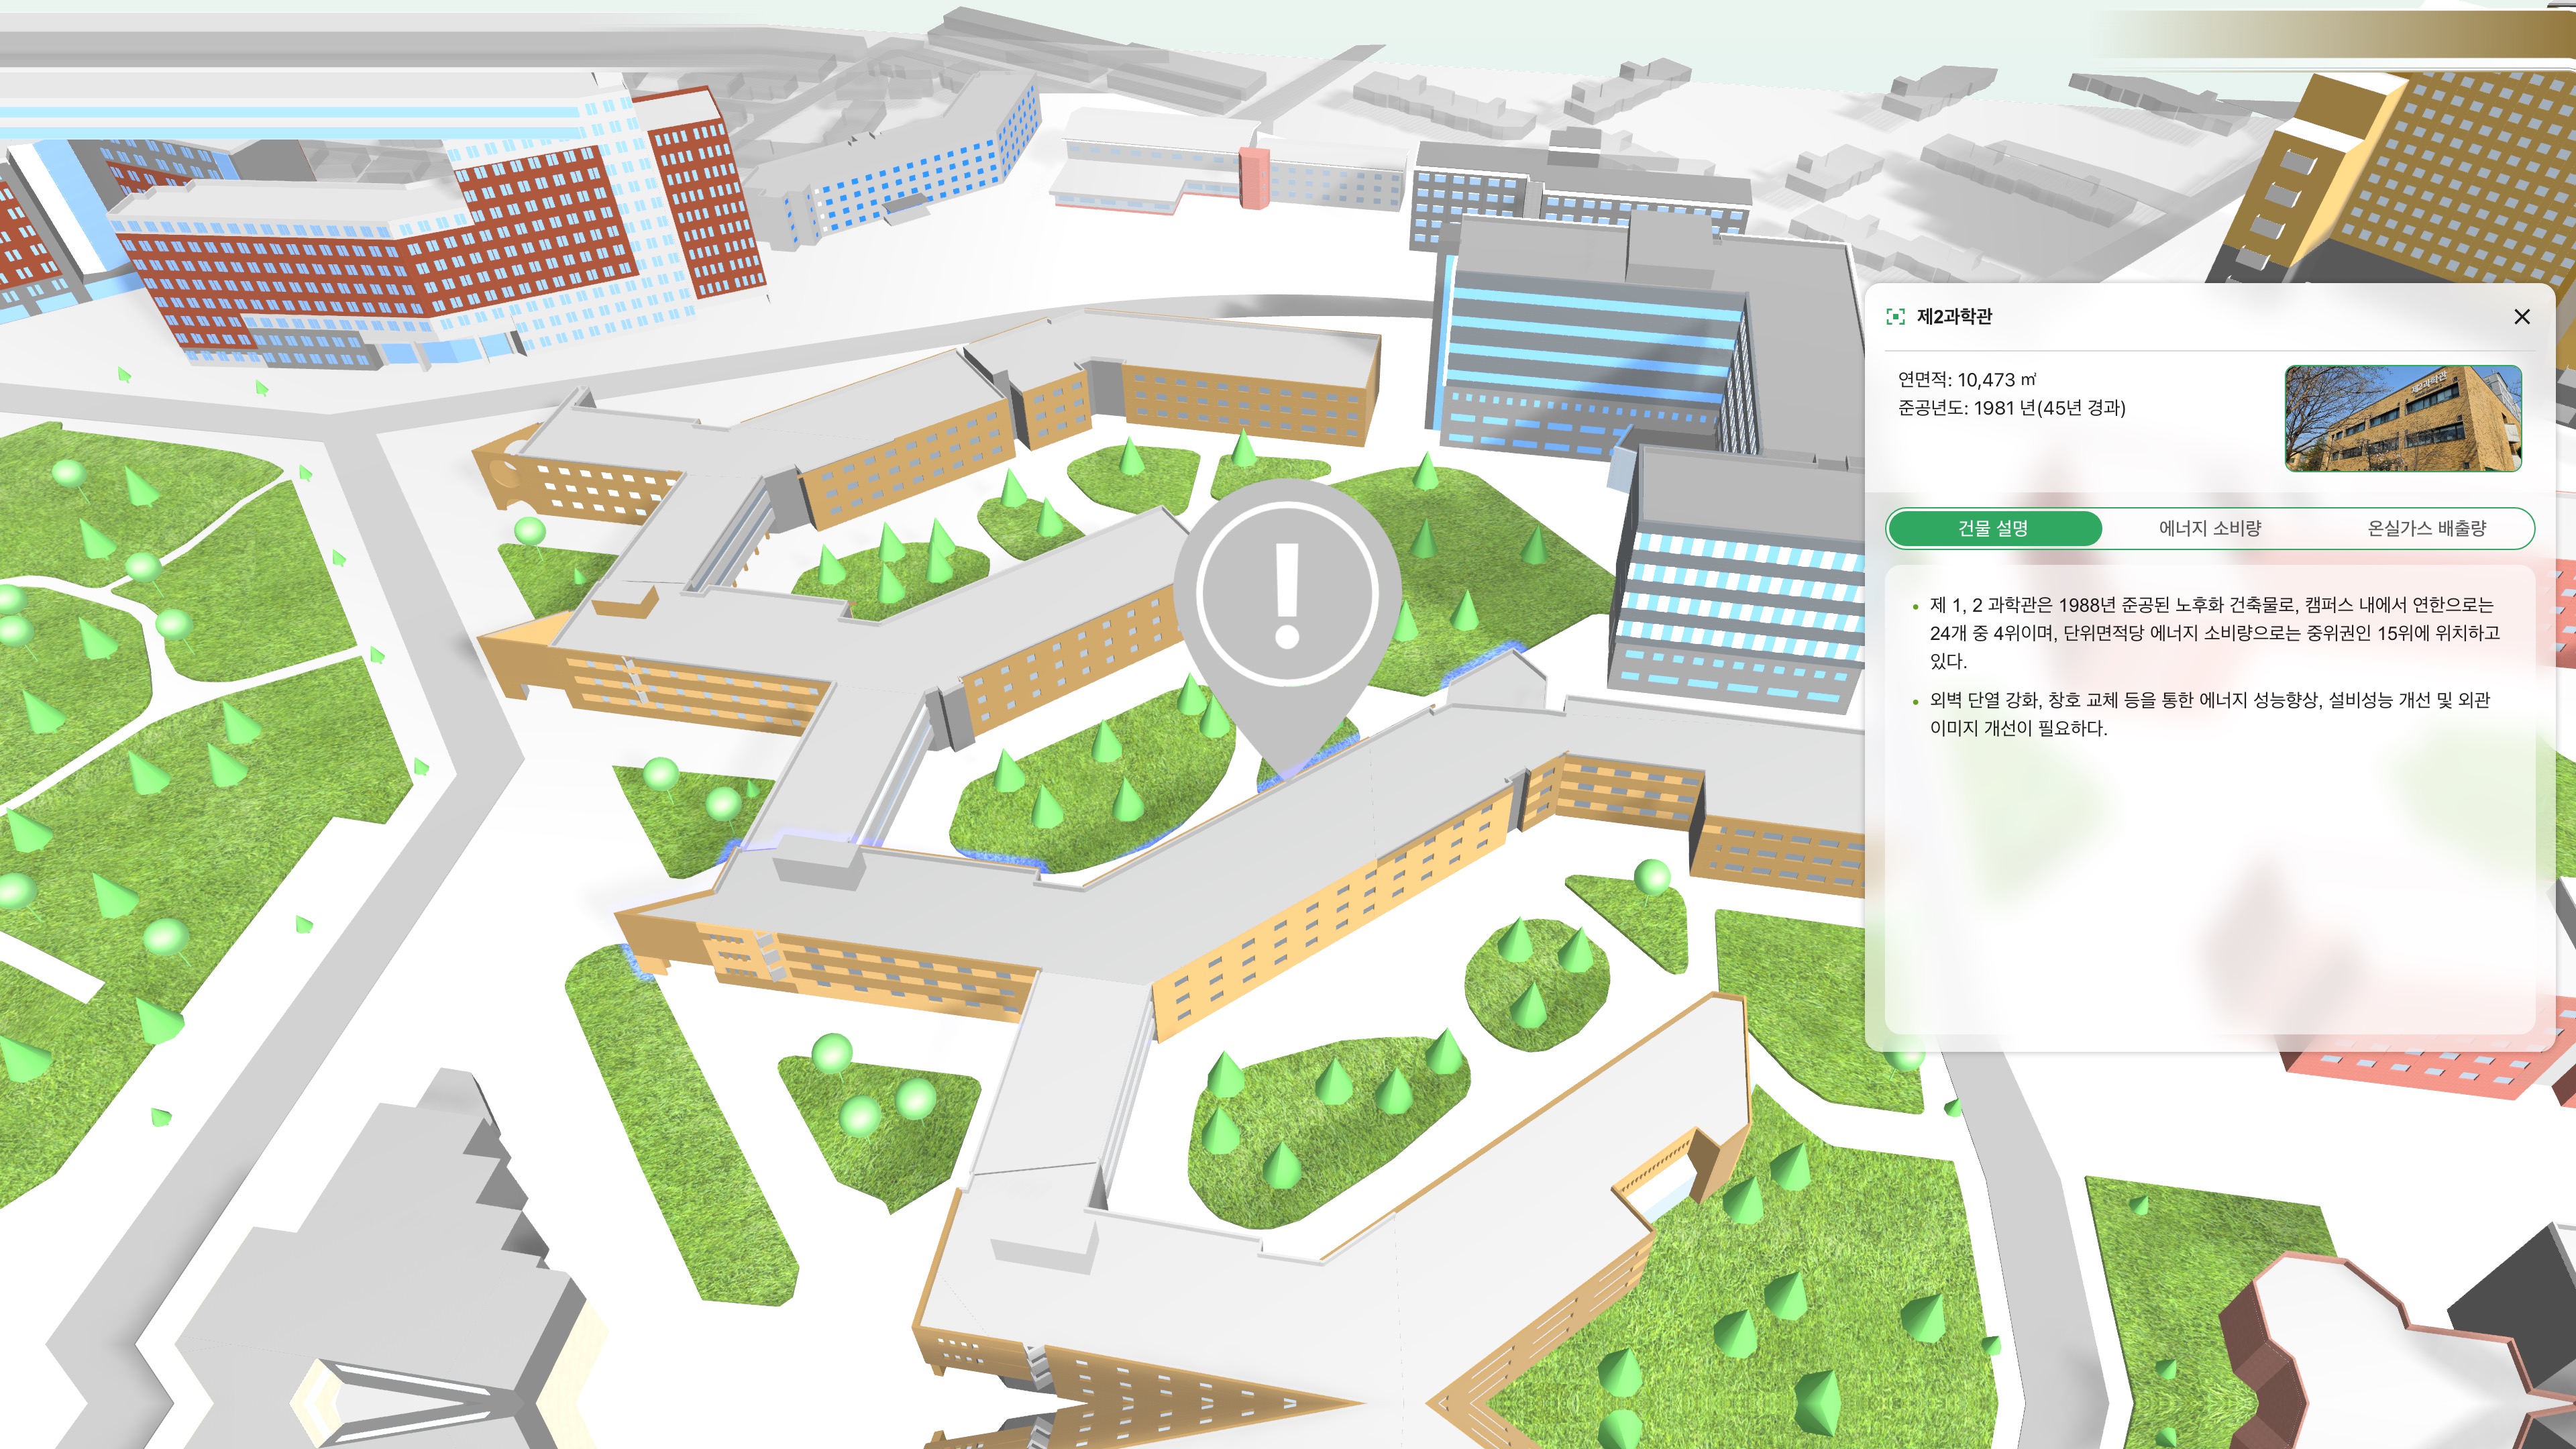 제2과학관
연면적: 10,473 ㎡
준공년도: 1981 년(45년 경과)
제2과학관
건물 설명
에너지 소비량
온실가스 배출량
• 제 1, 2 과학관은 1988년 준공된 노후화 건축물로, 캠퍼스 내에서 연한으로는
24개 중 4위이며, 단위면적당 에너지 소비량으로는 중위권인 15위에 위치하고
있다.
• 외벽 단열 강화, 창호 교체 등을 통한 에너지 성능향상, 설비성능 개선 및 외관
이미지 개선이 필요하다.